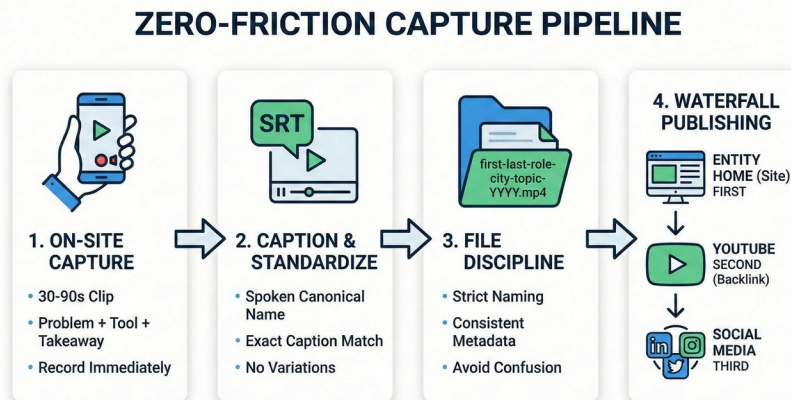 ZERO-FRICTION CAPTURE PIPELINE
1. ON-SITE
CAPTURE
• 30-90s Clip
• Problem + Tool +
Takeaway
• Record Immediately
SRT
2. CAPTION &
STANDARDIZE
• Spoken Canonical
Name
• Exact Caption Match
• No Variations
first-last-role-
city-topic-
YYYY.mp4
3. FILE
DISCIPLINE
• Strict Naming
• Consistent
Metadata
• Avoid Confusion
4. WATERFALL
PUBLISHING
ENTITY
HOME (Site)
FIRST
YOUTUBE
SECOND
(Backlink)
in
SOCIAL
MEDIA
THIRD